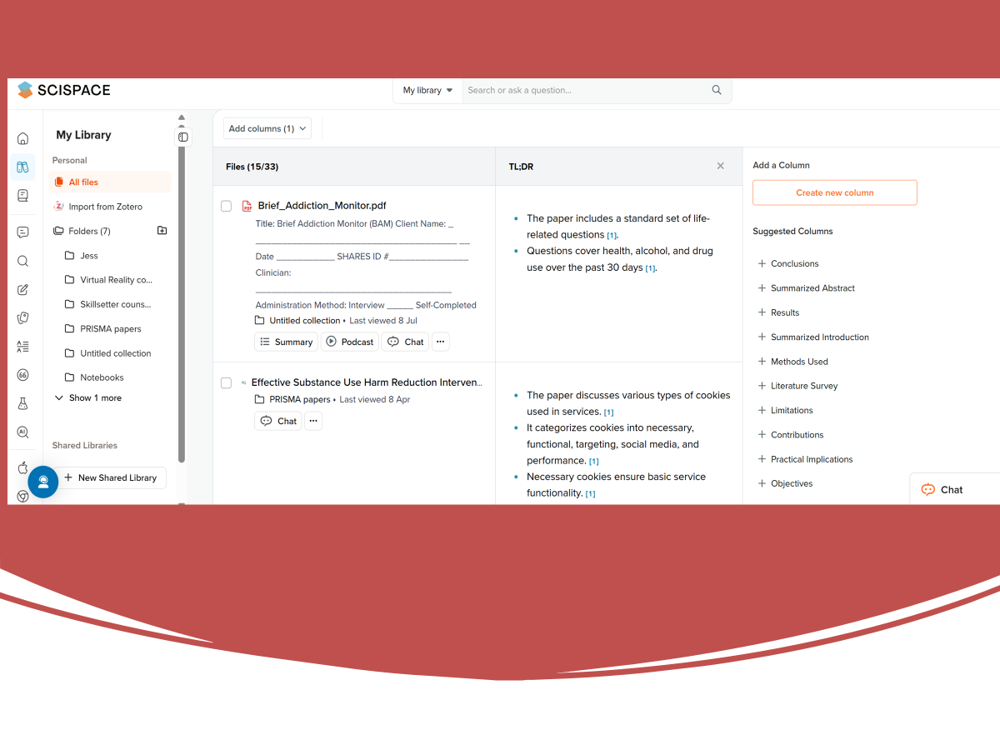 SCISPACE
My library
Search or ask a question...
My Library
Personal
All files
Import from Zotero
Folders (7)
Jess
Virtual Reality co...
Skillsetter couns...
PRISMA papers
Untitled collection
Notebooks
Show 1 more
Shared Libraries
New Shared Library
Add columns (1)
Files (15/33)
TL;DR
Brief_Addiction_Monitor.pdf
Title: Brief Addiction Monitor (BAM) Client Name: _
______________________________________ __
Date ___________ SHARES ID #_______________
Clinician:
_____________________________________
Administration Method: Interview _____ Self-Completed
Untitled collection • Last viewed 8 Jul
Summary
Podcast
Chat
...
The paper includes a standard set of life-
related questions [1].
Questions cover health, alcohol, and drug
use over the past 30 days [1].
Effective Substance Use Harm Reduction Interven...
PRISMA papers • Last viewed 8 Apr
Chat
...
The paper discusses various types of cookies
used in services. [1]
It categorizes cookies into necessary,
functional, targeting, social media, and
performance. [1]
Necessary cookies ensure basic service
functionality. [1]
Add a Column
Create new column
Suggested Columns
Conclusions
Summarized Abstract
Results
Summarized Introduction
Methods Used
Literature Survey
Limitations
Contributions
Practical Implications
Objectives
Chat